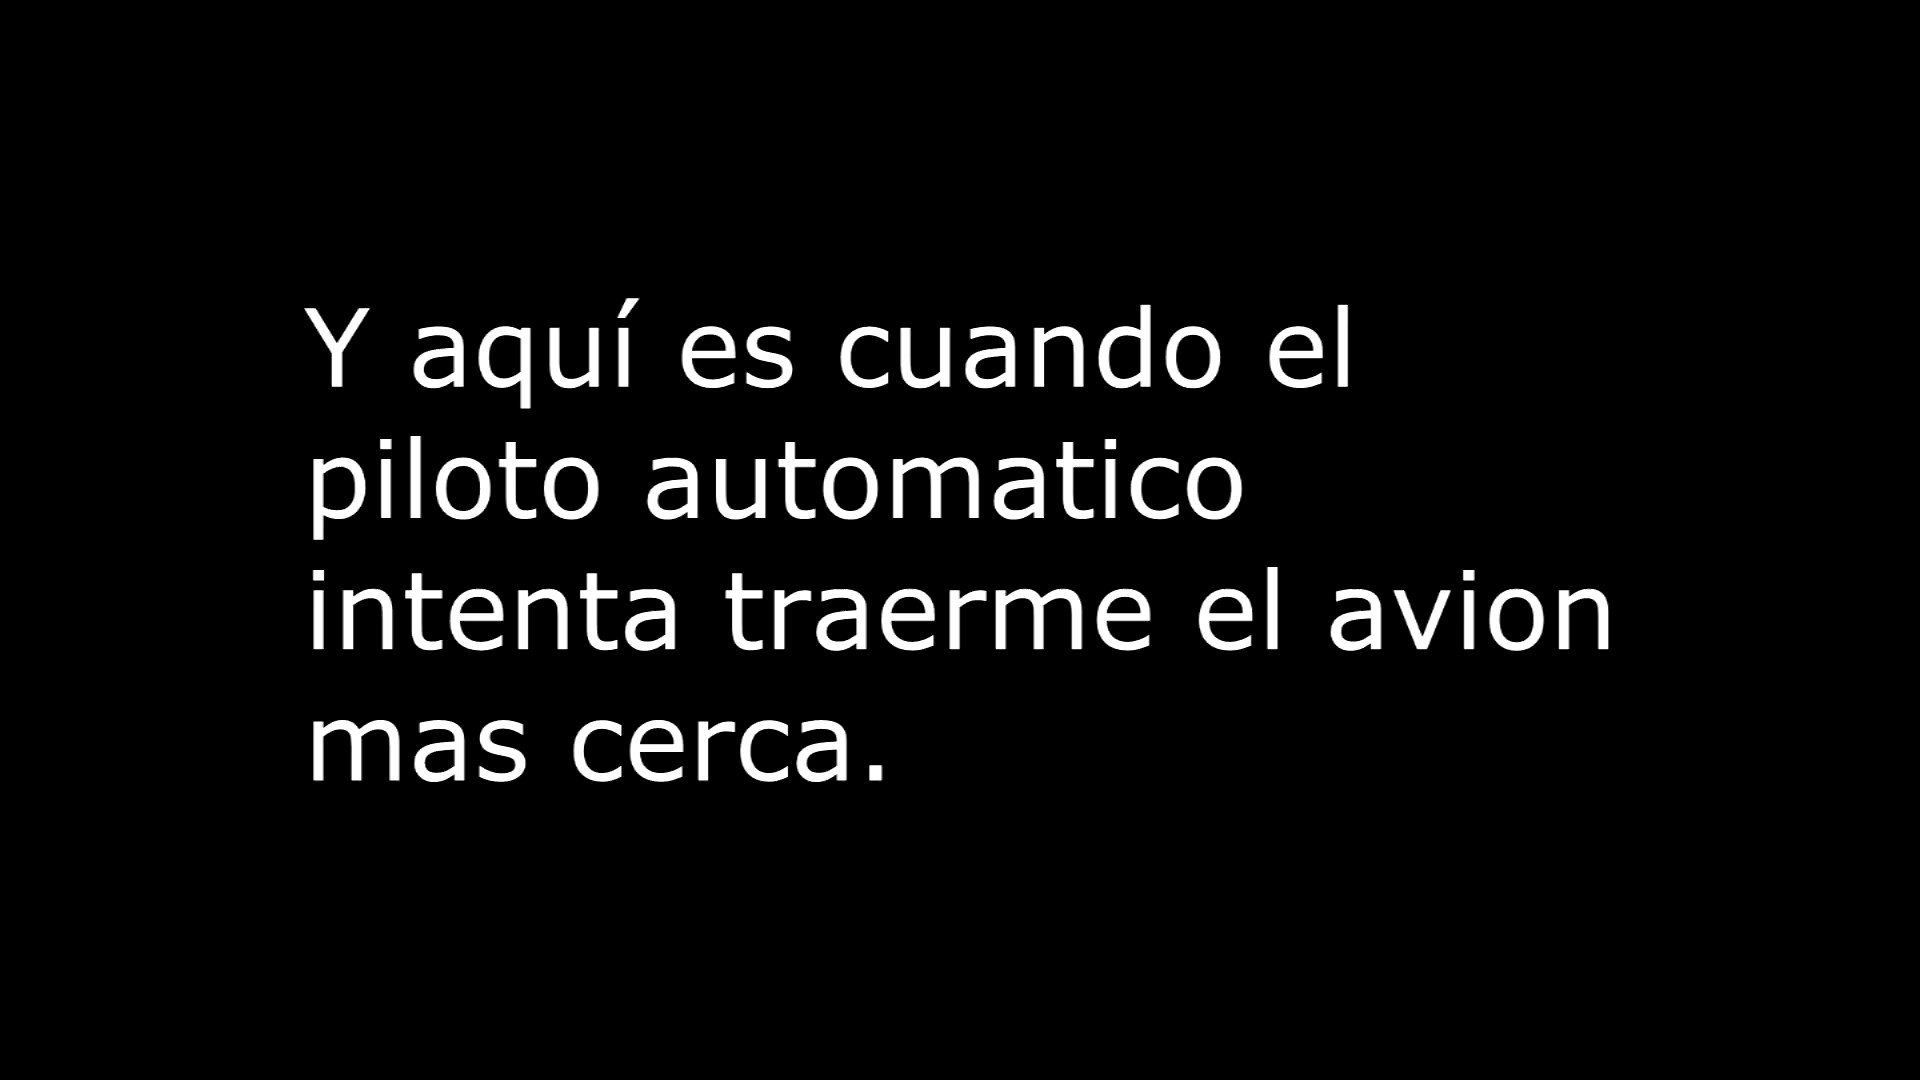 Y aquí es cuando el
piloto automatico
intenta traerme el avion
mas cerca.